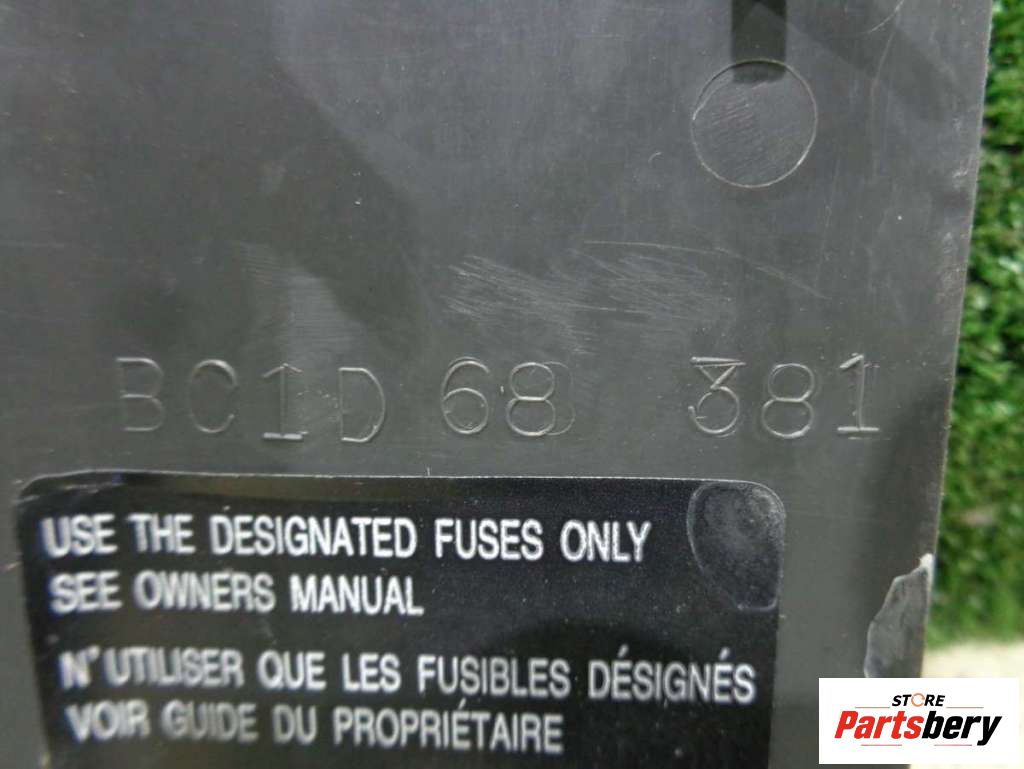 BC1D 68 381
USE THE DESIGNATED FUSES ONLY
SEE OWNERS MANUAL
N'UTILISER QUE LES FUSIBLES DÉSIGNÉS
VOIR GUIDE DU PROPRIÉTAIRE
STORE
Partsbery